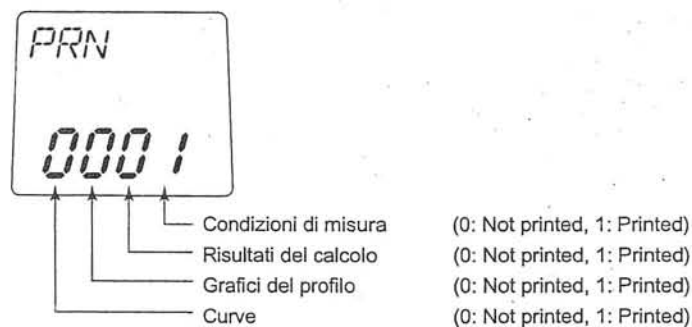 PRN
0001
Condizioni di misura (0: Not printed, 1: Printed)
Risultati del calcolo (0: Not printed, 1: Printed)
Grafici del profilo (0: Not printed, 1: Printed)
Curve (0: Not printed, 1: Printed)